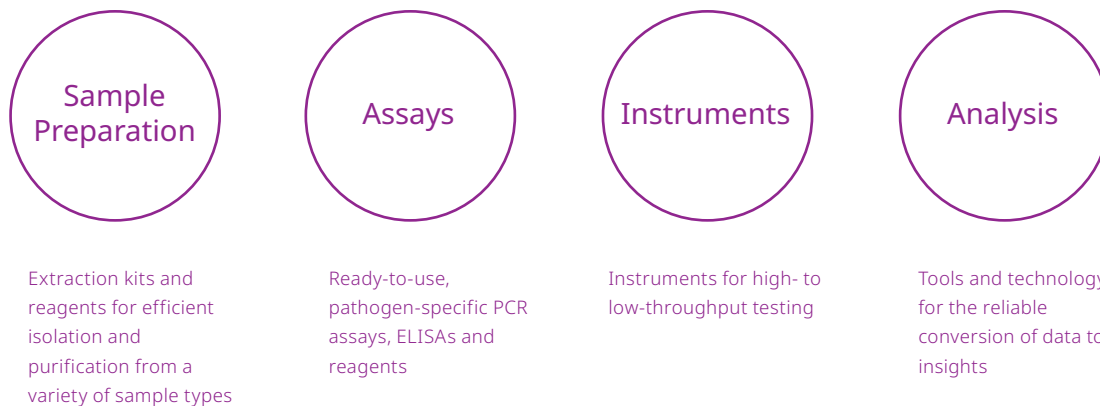 Sample
Preparation
Assays
Instruments
Analysis
Extraction kits and
reagents for efficient
isolation and
purification from a
variety of sample types
Ready-to-use,
pathogen-specific PCR
assays, ELISAs and
reagents
Instruments for high- to
low-throughput testing
Tools and technology
for the reliable
conversion of data to
insights